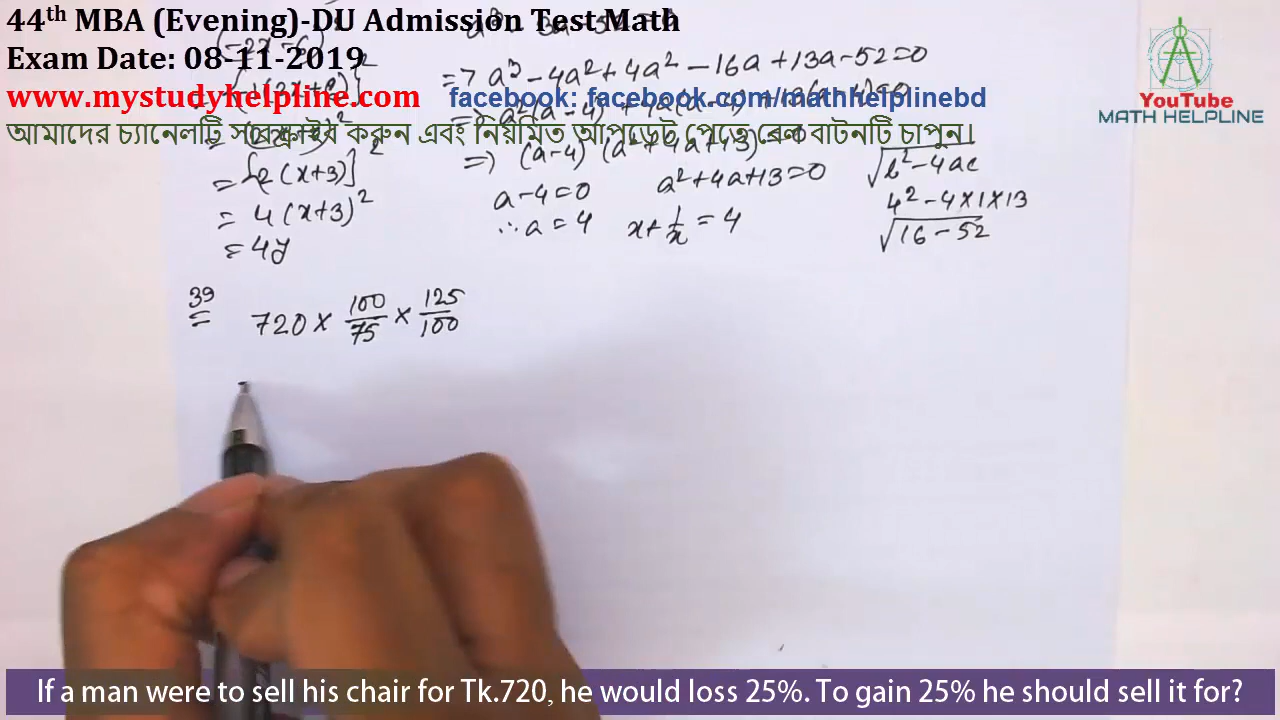 44th MBA (Evening)-DU Admission Test Math
Exam Date: 08-11-2019
www.mystudyhelpline.com facebook: facebook.com/mathhelplinebd
আমাদের চ্যানেলটি সাবস্ক্রাইব করুন এবং নিয়মিত আপডেট পেতে বেল বাটনটি চাপুন।
YouTube
MATH HELPLINE
=> a³ - 4a² + 4a² - 16a + 13a - 52 = 0
=) (a-4) (a² + 4a + 13) = 0
a - 4 = 0 a² + 4a + 13 = 0
∴ a = 4 x + 1/x = 4
√b² - 4ac
4² - 4×1×13
√16 - 52
= 4(x+3)²
= 4y
39
720 × 100/75 × 125/100
If a man were to sell his chair for Tk.720, he would loss 25%. To gain 25% he should sell it for?